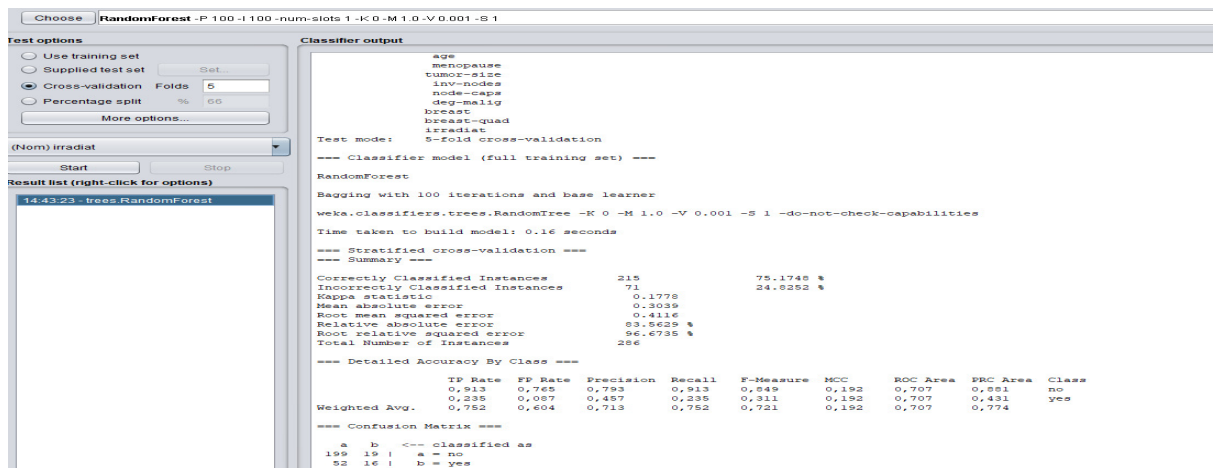 Choose RandomForest -P 100 -I 100 -num-slots 1 -K 0 -M 1.0 -V 0.001 -S 1
Test options
Use training set
Supplied test set Set...
Cross-validation Folds 5
Percentage split % 66
More options...
(Nom) irradiat
Start Stop
Result list (right-click for options)
14:43:23 - trees.RandomForest
Classifier output
age
menopause
tumor-size
inv-nodes
node-caps
deg-malig
breast
breast-quad
irradiat
Test mode: 5-fold cross-validation
=== Classifier model (full training set) ===
RandomForest
Bagging with 100 iterations and base learner
weka.classifiers.trees.RandomTree -K 0 -M 1.0 -V 0.001 -S 1 -do-not-check-capabilities
Time taken to build model: 0.16 seconds
=== Stratified cross-validation ===
=== Summary ===
Correctly Classified Instances 215 75.1748 %
Incorrectly Classified Instances 71 24.8252 %
Kappa statistic 0.1778
Mean absolute error 0.3039
Root mean squared error 0.4116
Relative absolute error 83.5629 %
Root relative squared error 96.6735 %
Total Number of Instances 286
=== Detailed Accuracy By Class ===
TP Rate FP Rate Precision Recall F-Measure MCC ROC Area PRC Area Class
0,913 0,765 0,793 0,913 0,849 0,192 0,707 0,881 no
0,235 0,087 0,457 0,235 0,311 0,192 0,707 0,431 yes
Weighted Avg. 0,752 0,604 0,713 0,752 0,721 0,192 0,707 0,774
=== Confusion Matrix ===
a b <-- classified as
199 19 | a = no
52 16 | b = yes